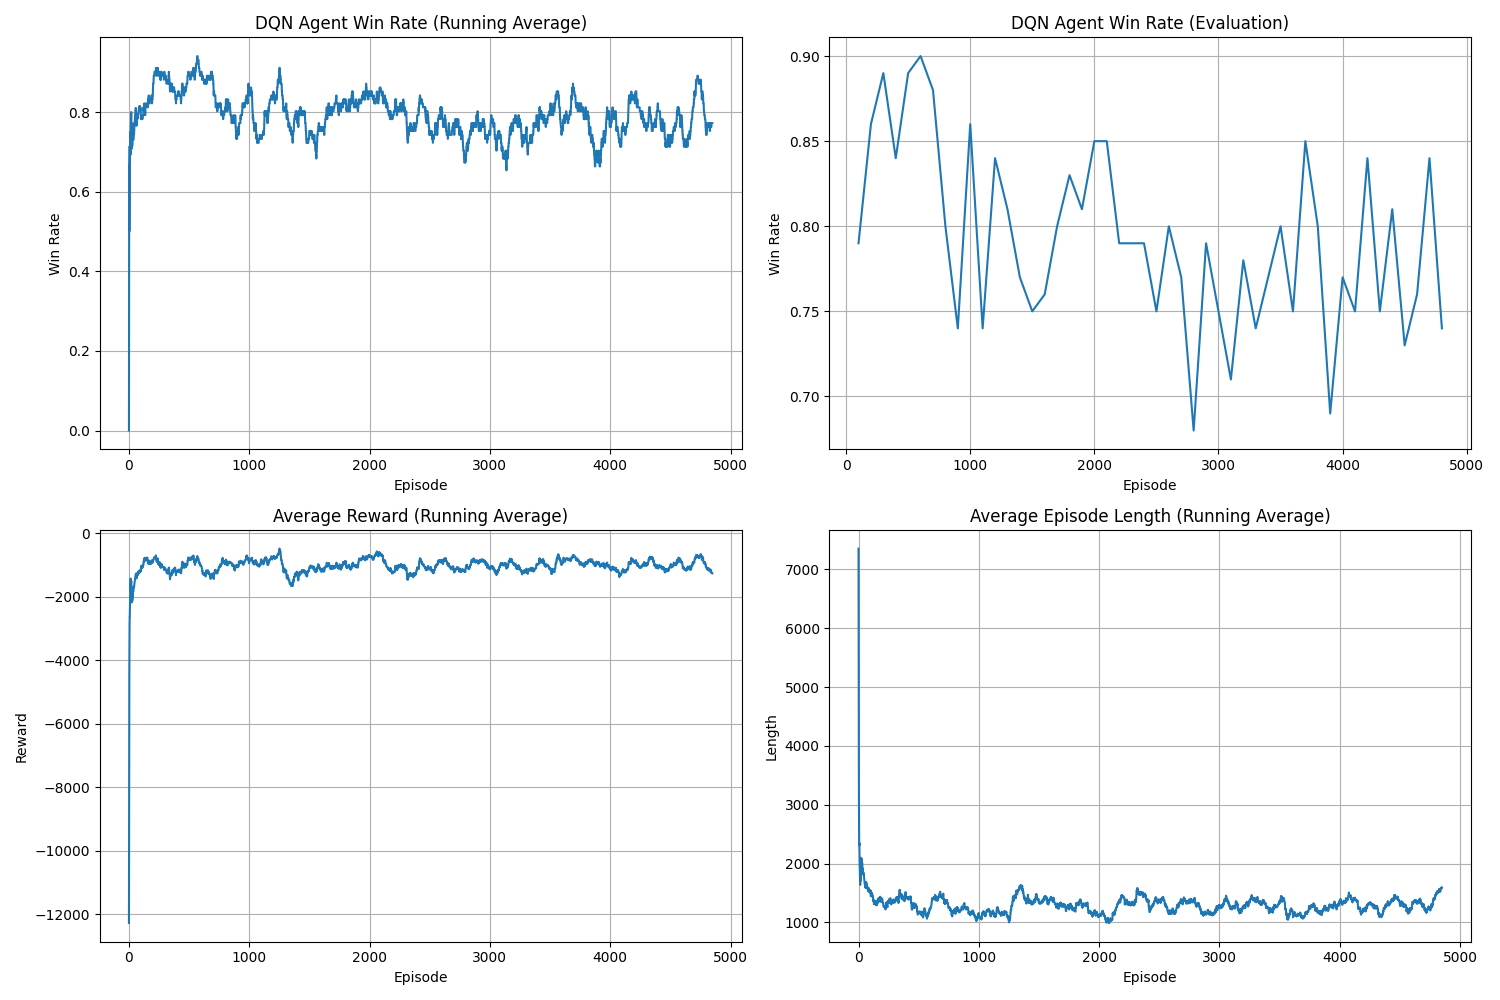 DQN Agent Win Rate (Running Average)
Win Rate
0.8
0.6
0.4
0.2
0.0
0 1000 2000 3000 4000 5000
Episode
DQN Agent Win Rate (Evaluation)
Win Rate
0.90
0.85
0.80
0.75
0.70
0 1000 2000 3000 4000 5000
Episode
Average Reward (Running Average)
Reward
0
−2000
−4000
−6000
−8000
−10000
−12000
0 1000 2000 3000 4000 5000
Episode
Average Episode Length (Running Average)
Length
7000
6000
5000
4000
3000
2000
1000
0 1000 2000 3000 4000 5000
Episode